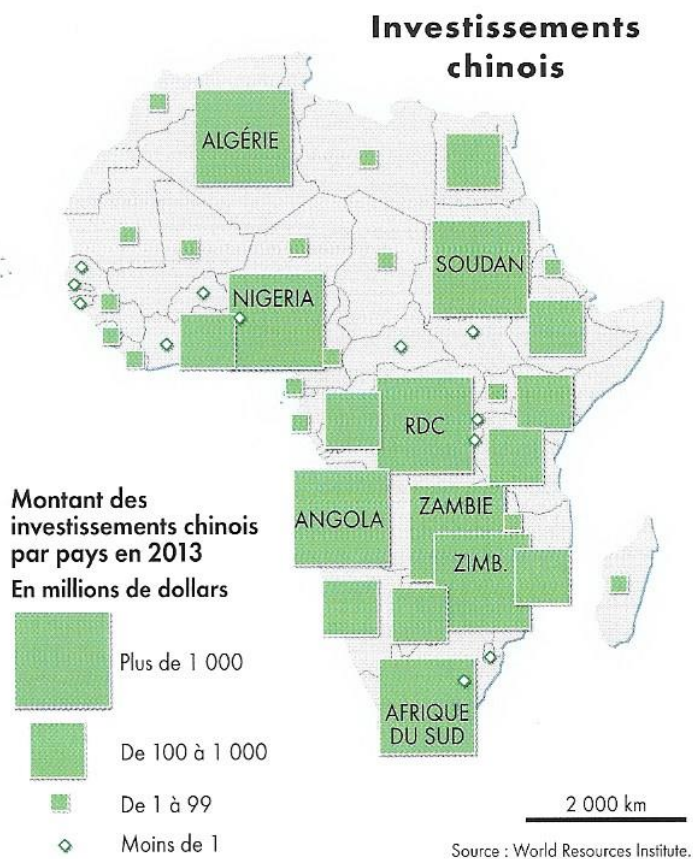 Investissements
chinois
ALGÉRIE
SOUDAN
NIGERIA
RDC
ANGOLA
ZAMBIE
ZIMB.
AFRIQUE
DU SUD
Montant des
investissements chinois
par pays en 2013
En millions de dollars
Plus de 1 000
De 100 à 1 000
De 1 à 99
Moins de 1
2 000 km
Source : World Resources Institute.